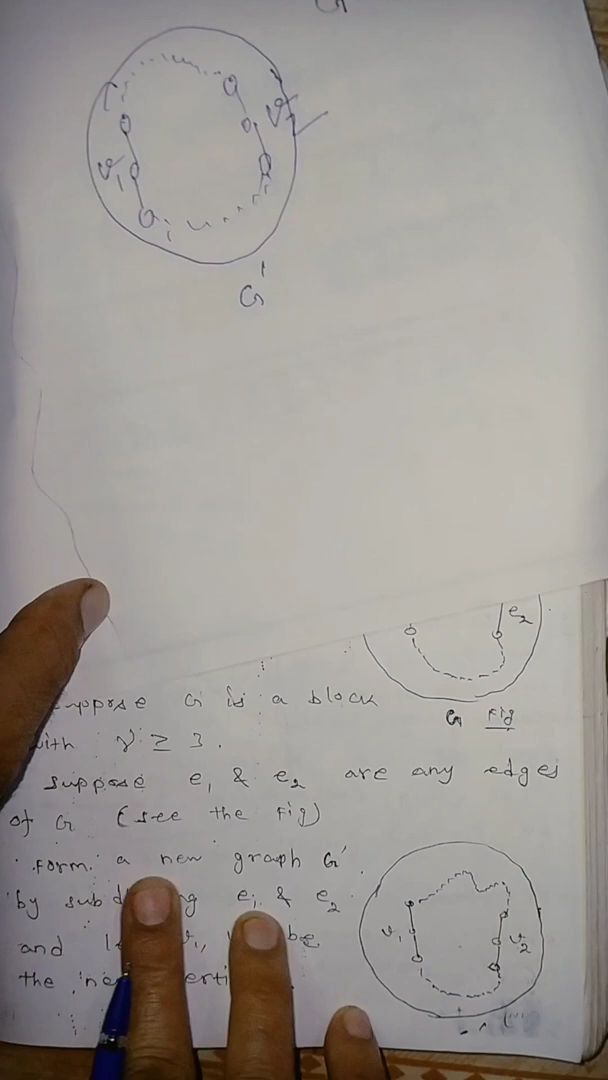 G
v₁
v₂
G'
e₂
G Fig
Suppose G is a block
with γ ≥ 3.
Suppose e₁ & e₂ are any edges
of G (see the Fig)
Form a new graph G'
by e₁ & e₂
and be
the
v₁
v₂